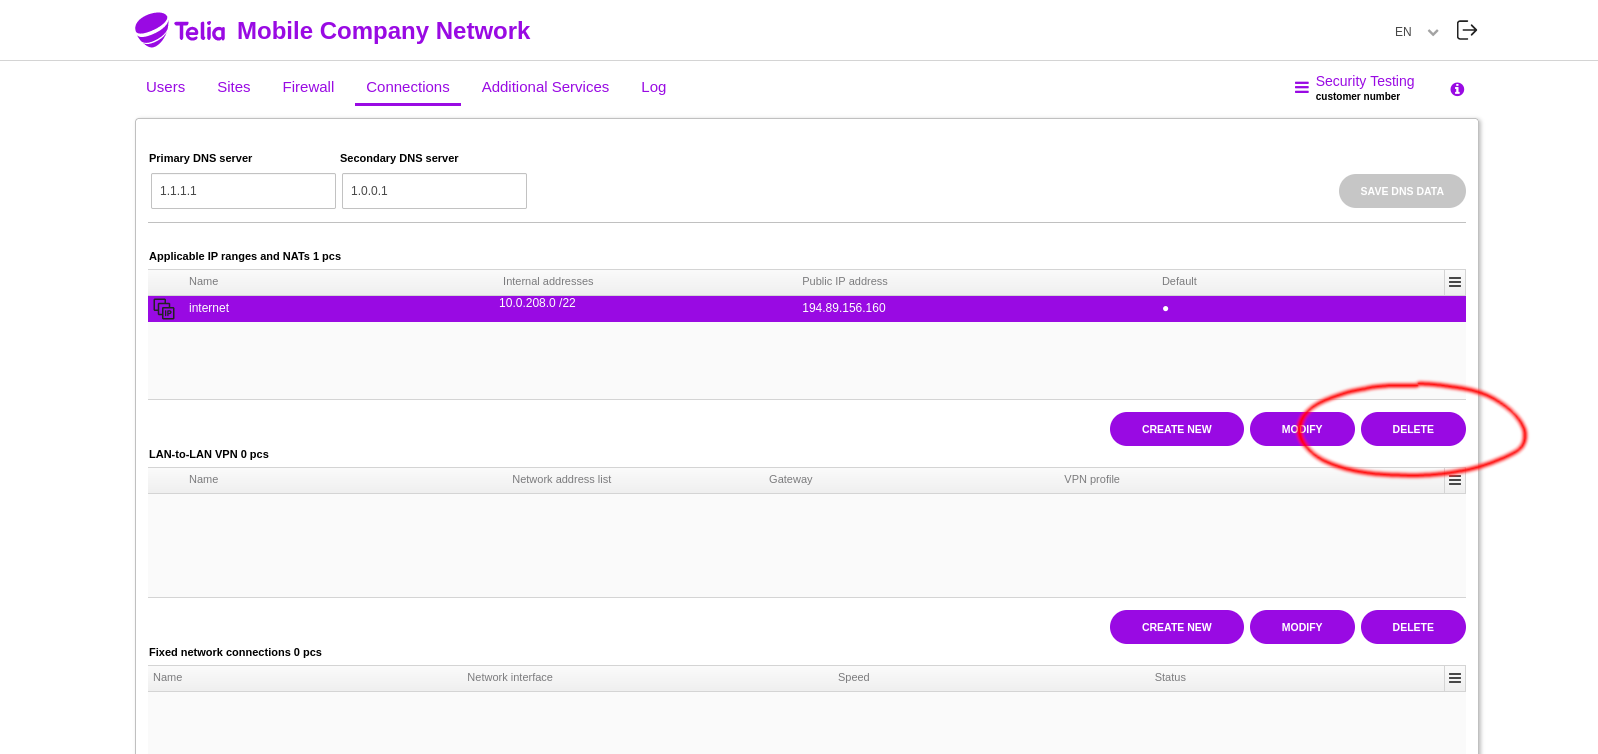 Telia Mobile Company Network
EN
Users Sites Firewall Connections Additional Services Log
Security Testing
customer number
Primary DNS server Secondary DNS server
1.1.1.1 1.0.0.1 SAVE DNS DATA
Applicable IP ranges and NATs 1 pcs
Name Internal addresses Public IP address Default
IP internet 10.0.208.0 /22 194.89.156.160 ●
CREATE NEW MODIFY DELETE
LAN-to-LAN VPN 0 pcs
Name Network address list Gateway VPN profile
CREATE NEW MODIFY DELETE
Fixed network connections 0 pcs
Name Network interface Speed Status